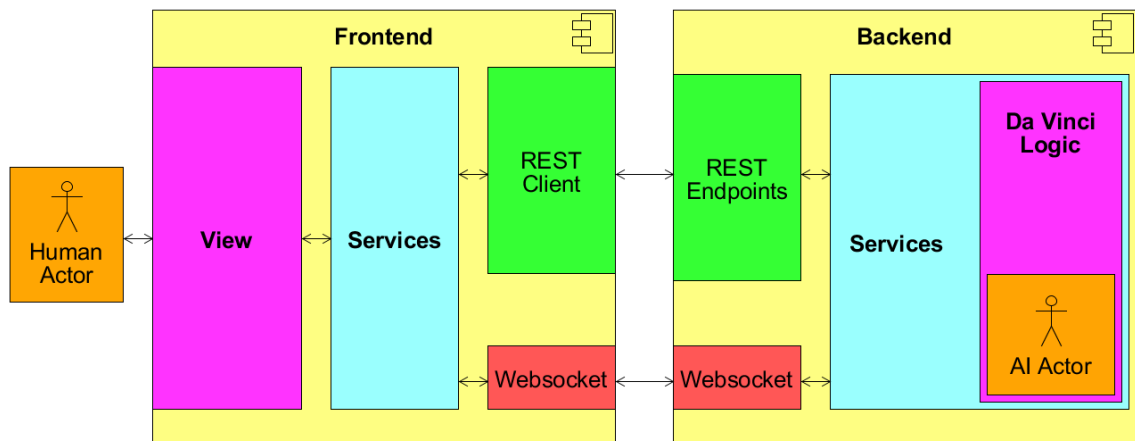 Frontend
Backend
Human
Actor
View
Services
REST
Client
Websocket
REST
Endpoints
Websocket
Services
Da Vinci
Logic
AI Actor